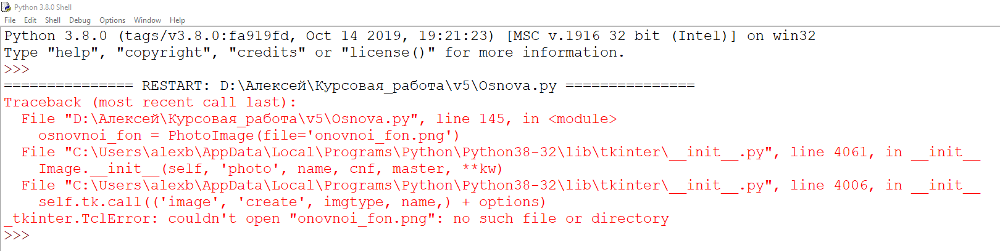 Python 3.8.0 Shell
File Edit Shell Debug Options Window Help
Python 3.8.0 (tags/v3.8.0:fa919fd, Oct 14 2019, 19:21:23) [MSC v.1916 32 bit (Intel)] on win32
Type "help", "copyright", "credits" or "license()" for more information.
>>>
=============== RESTART: D:\Алексей\Курсовая_работа\v5\Osnova.py ===============
Traceback (most recent call last):
  File "D:\Алексей\Курсовая_работа\v5\Osnova.py", line 145, in <module>
    osnovnoi_fon = PhotoImage(file='onovnoi_fon.png')
  File "C:\Users\alexb\AppData\Local\Programs\Python\Python38-32\lib\tkinter\__init__.py", line 4061, in __init__
    Image.__init__(self, 'photo', name, cnf, master, **kw)
  File "C:\Users\alexb\AppData\Local\Programs\Python\Python38-32\lib\tkinter\__init__.py", line 4006, in __init__
    self.tk.call(('image', 'create', imgtype, name,) + options)
_tkinter.TclError: couldn't open "onovnoi_fon.png": no such file or directory
>>>